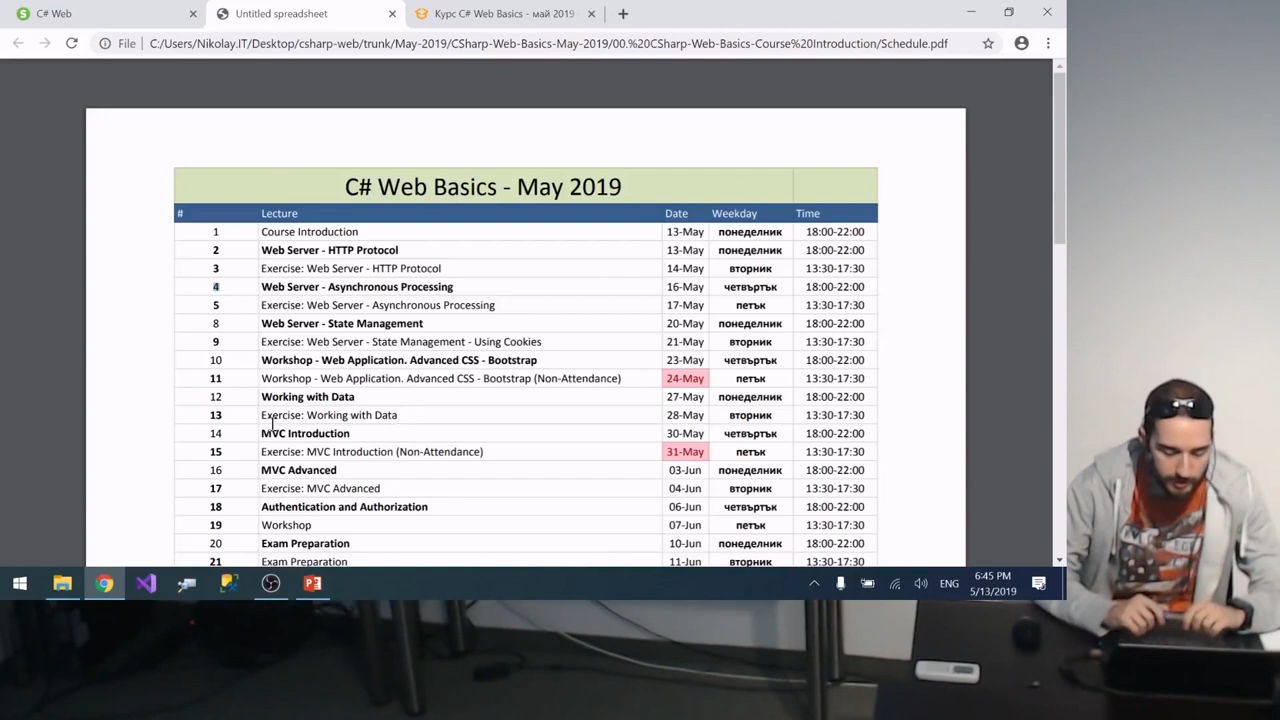 C# Web
Untitled spreadsheet
Курс C# Web Basics - май 2019
File C:/Users/Nikolay.IT/Desktop/csharp-web/trunk/May-2019/CSharp-Web-Basics-May-2019/00.%20CSharp-Web-Basics-Course%20Introduction/Schedule.pdf
C# Web Basics - May 2019
# Lecture Date Weekday Time
1 Course Introduction 13-May понеделник 18:00-22:00
2 Web Server - HTTP Protocol 13-May понеделник 18:00-22:00
3 Exercise: Web Server - HTTP Protocol 14-May вторник 13:30-17:30
4 Web Server - Asynchronous Processing 16-May четвъртък 18:00-22:00
5 Exercise: Web Server - Asynchronous Processing 17-May петък 13:30-17:30
8 Web Server - State Management 20-May понеделник 18:00-22:00
9 Exercise: Web Server - State Management - Using Cookies 21-May вторник 13:30-17:30
10 Workshop - Web Application. Advanced CSS - Bootstrap 23-May четвъртък 18:00-22:00
11 Workshop - Web Application. Advanced CSS - Bootstrap (Non-Attendance) 24-May петък 13:30-17:30
12 Working with Data 27-May понеделник 18:00-22:00
13 Exercise: Working with Data 28-May вторник 13:30-17:30
14 MVC Introduction 30-May четвъртък 18:00-22:00
15 Exercise: MVC Introduction (Non-Attendance) 31-May петък 13:30-17:30
16 MVC Advanced 03-Jun понеделник 18:00-22:00
17 Exercise: MVC Advanced 04-Jun вторник 13:30-17:30
18 Authentication and Authorization 06-Jun четвъртък 18:00-22:00
19 Workshop 07-Jun петък 13:30-17:30
20 Exam Preparation 10-Jun понеделник 18:00-22:00
21 Exam Preparation 11-Jun вторник 13:30-17:30
ENG
6:45 PM
5/13/2019